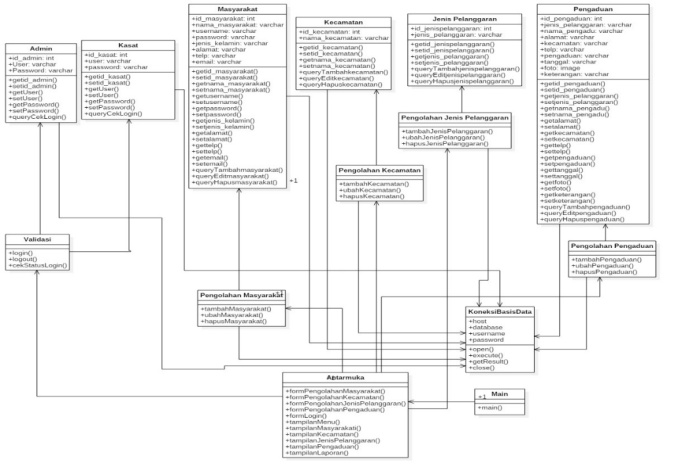 Admin
+id_admin: int
+User: varchar
+Password: varchar
+getid_admin()
+setid_admin()
+getUser()
+setUser()
+getPassword()
+setPassword()
+queryCekLogin()
Kasat
+id_kasat: int
+user: varchar
+password: varchar
+getid_kasat()
+setid_kasat()
+getUser()
+setUser()
+getPassword()
+setPassword()
+queryCekLogin()
Masyarakat
+id_masyarakat: int
+nama_masyarakat: varchar
+username: varchar
+password: varchar
+jenis_kelamin: varchar
+alamat: varchar
+telp: varchar
+email: varchar
+getid_masyarakat()
+setid_masyarakat()
+getnama_masyarakat()
+setnama_masyarakat()
+getusername()
+setusername()
+getpassword()
+setpassword()
+getjenis_kelamin()
+setjenis_kelamin()
+getalamat()
+setalamat()
+gettelp()
+settelp()
+getemail()
+setemail()
+queryTambahmasyarakat()
+queryEditmasyarakat()
+queryHapusmasyarakat()
+1
Kecamatan
+id_kecamatan: int
+nama_kecamatan: varchar
+getid_kecamatan()
+setid_kecamatan()
+getnama_kecamatan()
+setnama_kecamatan()
+queryTambahkecamatan()
+queryEditkecamatan()
+queryHapuskecamatan()
Jenis Pelanggaran
+id_jenispelanggaran: int
+jenis_pelanggaran: varchar
+getid_jenispelanggaran()
+setid_jenispelanggaran()
+getjenis_pelanggaran()
+setjenis_pelanggaran()
+queryTambahjenispelanggaran()
+queryEditjenispelanggaran()
+queryHapusjenispelanggaran()
Pengaduan
+id_pengaduan: int
+jenis_pelanggaran: varchar
+nama_pengadu: varchar
+alamat: varchar
+kecamatan: varchar
+telp: varchar
+pengaduan: varchar
+tanggal: varchar
+foto: image
+keterangan: varchar
+getid_pengaduan()
+setid_pengaduan()
+getjenis_pelanggaran()
+setjenis_pelanggaran()
+getnama_pengadu()
+setnama_pengadu()
+getalamat()
+setalamat()
+getkecamatan()
+setkecamatan()
+gettelp()
+settelp()
+getpengaduan()
+setpengaduan()
+gettanggal()
+settanggal()
+getfoto()
+setfoto()
+getketerangan()
+setketerangan()
+queryTambahpengaduan()
+queryEditpengaduan()
+queryHapuspengaduan()
Pengolahan Jenis Pelanggaran
+tambahJenisPelanggaran()
+ubahJenisPelanggaran()
+hapusJenisPelanggaran()
Pengolahan Kecamatan
+tambahKecamatan()
+ubahKecamatan()
+hapusKecamatan()
Validasi
+login()
+logout()
+cekStatusLogin()
Pengolahan Pengaduan
+tambahPengaduan()
+ubahPengaduan()
+hapusPengaduan()
Pengolahan Masyarakat
+tambahMasyarakat()
+ubahMasyarakat()
+hapusMasyarakat()
KoneksiBasisData
+host
+database
+username
+password
+open()
+execute()
+getResult()
+close()
Antarmuka
+formPengolahanMasyarakat()
+formPengolahanKecamatan()
+formPengolahanJenisPelanggaran()
+formPengolahanPengaduan()
+formLogin()
+tampilanMenu()
+tampilanMasyarakati()
+tampilanKecamatan()
+tampilanJenisPelanggaran()
+tampilanPengaduan()
+tampilanLaporan()
Main
+1
+main()